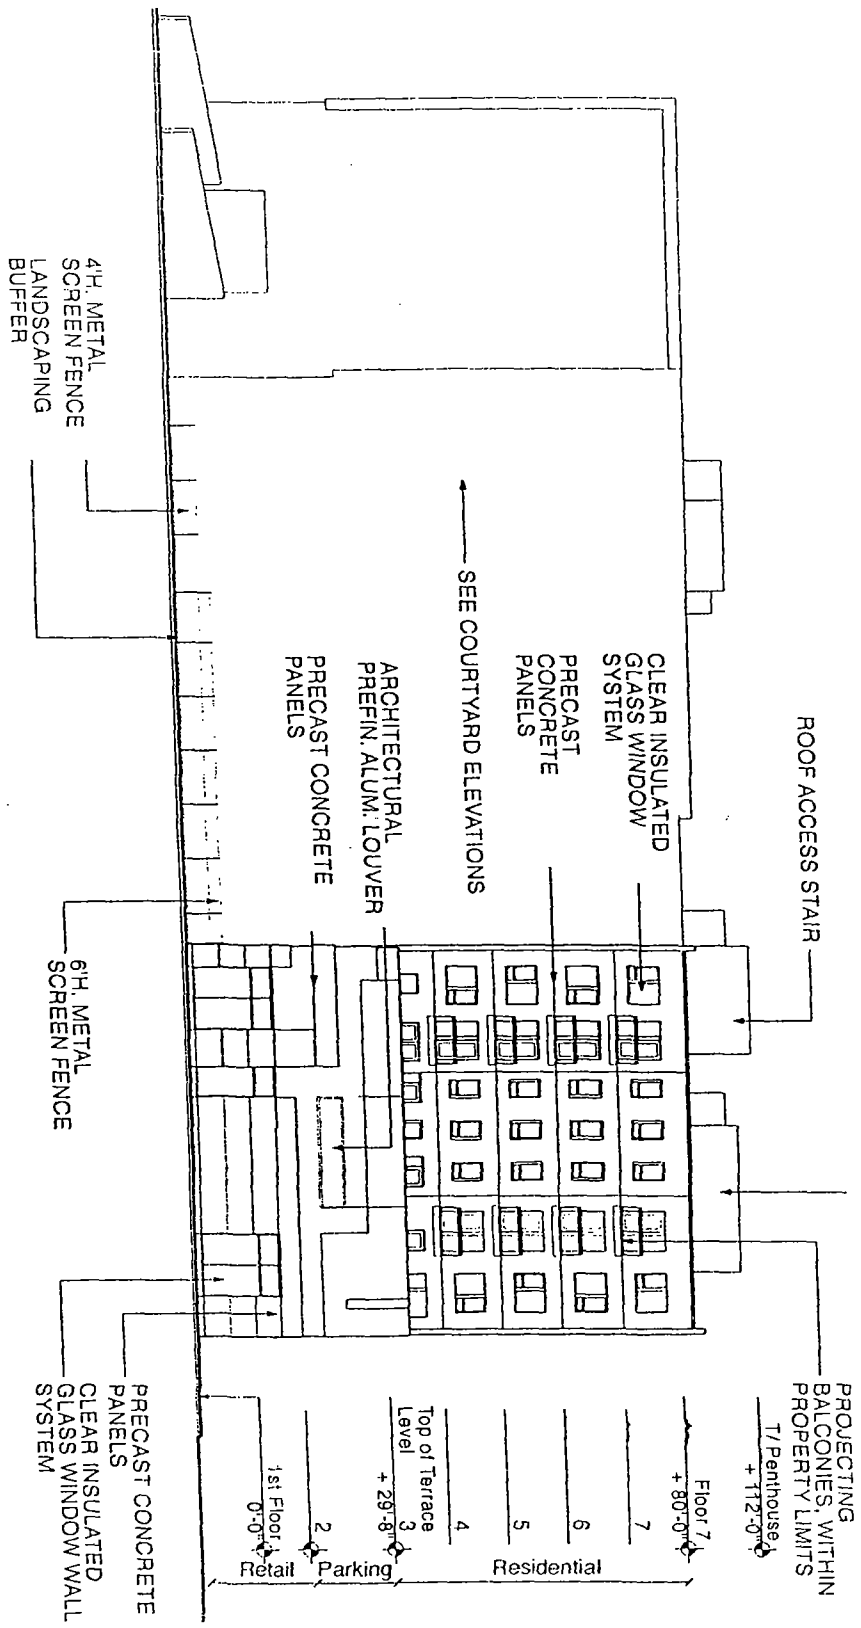 PROJECTING
BALCONIES, WITHIN
PROPERTY LIMITS
ROOF ACCESS STAIR
CLEAR INSULATED
GLASS WINDOW
SYSTEM
PRECAST
CONCRETE
PANELS
SEE COURTYARD ELEVATIONS
ARCHITECTURAL
PREFIN. ALUM. LOUVER
PRECAST CONCRETE
PANELS
4'H. METAL
SCREEN FENCE
LANDSCAPING
BUFFER
6'H. METAL
SCREEN FENCE
PRECAST CONCRETE
PANELS
CLEAR INSULATED
GLASS WINDOW WALL
SYSTEM
T/ Penthouse
+ 112'-0"
Floor 7
+ 80'-0"
7
6
5
4
Top of Terrace
Level 3
+ 29'-8"
2
1st Floor
0'-0"
Residential
Parking
Retail